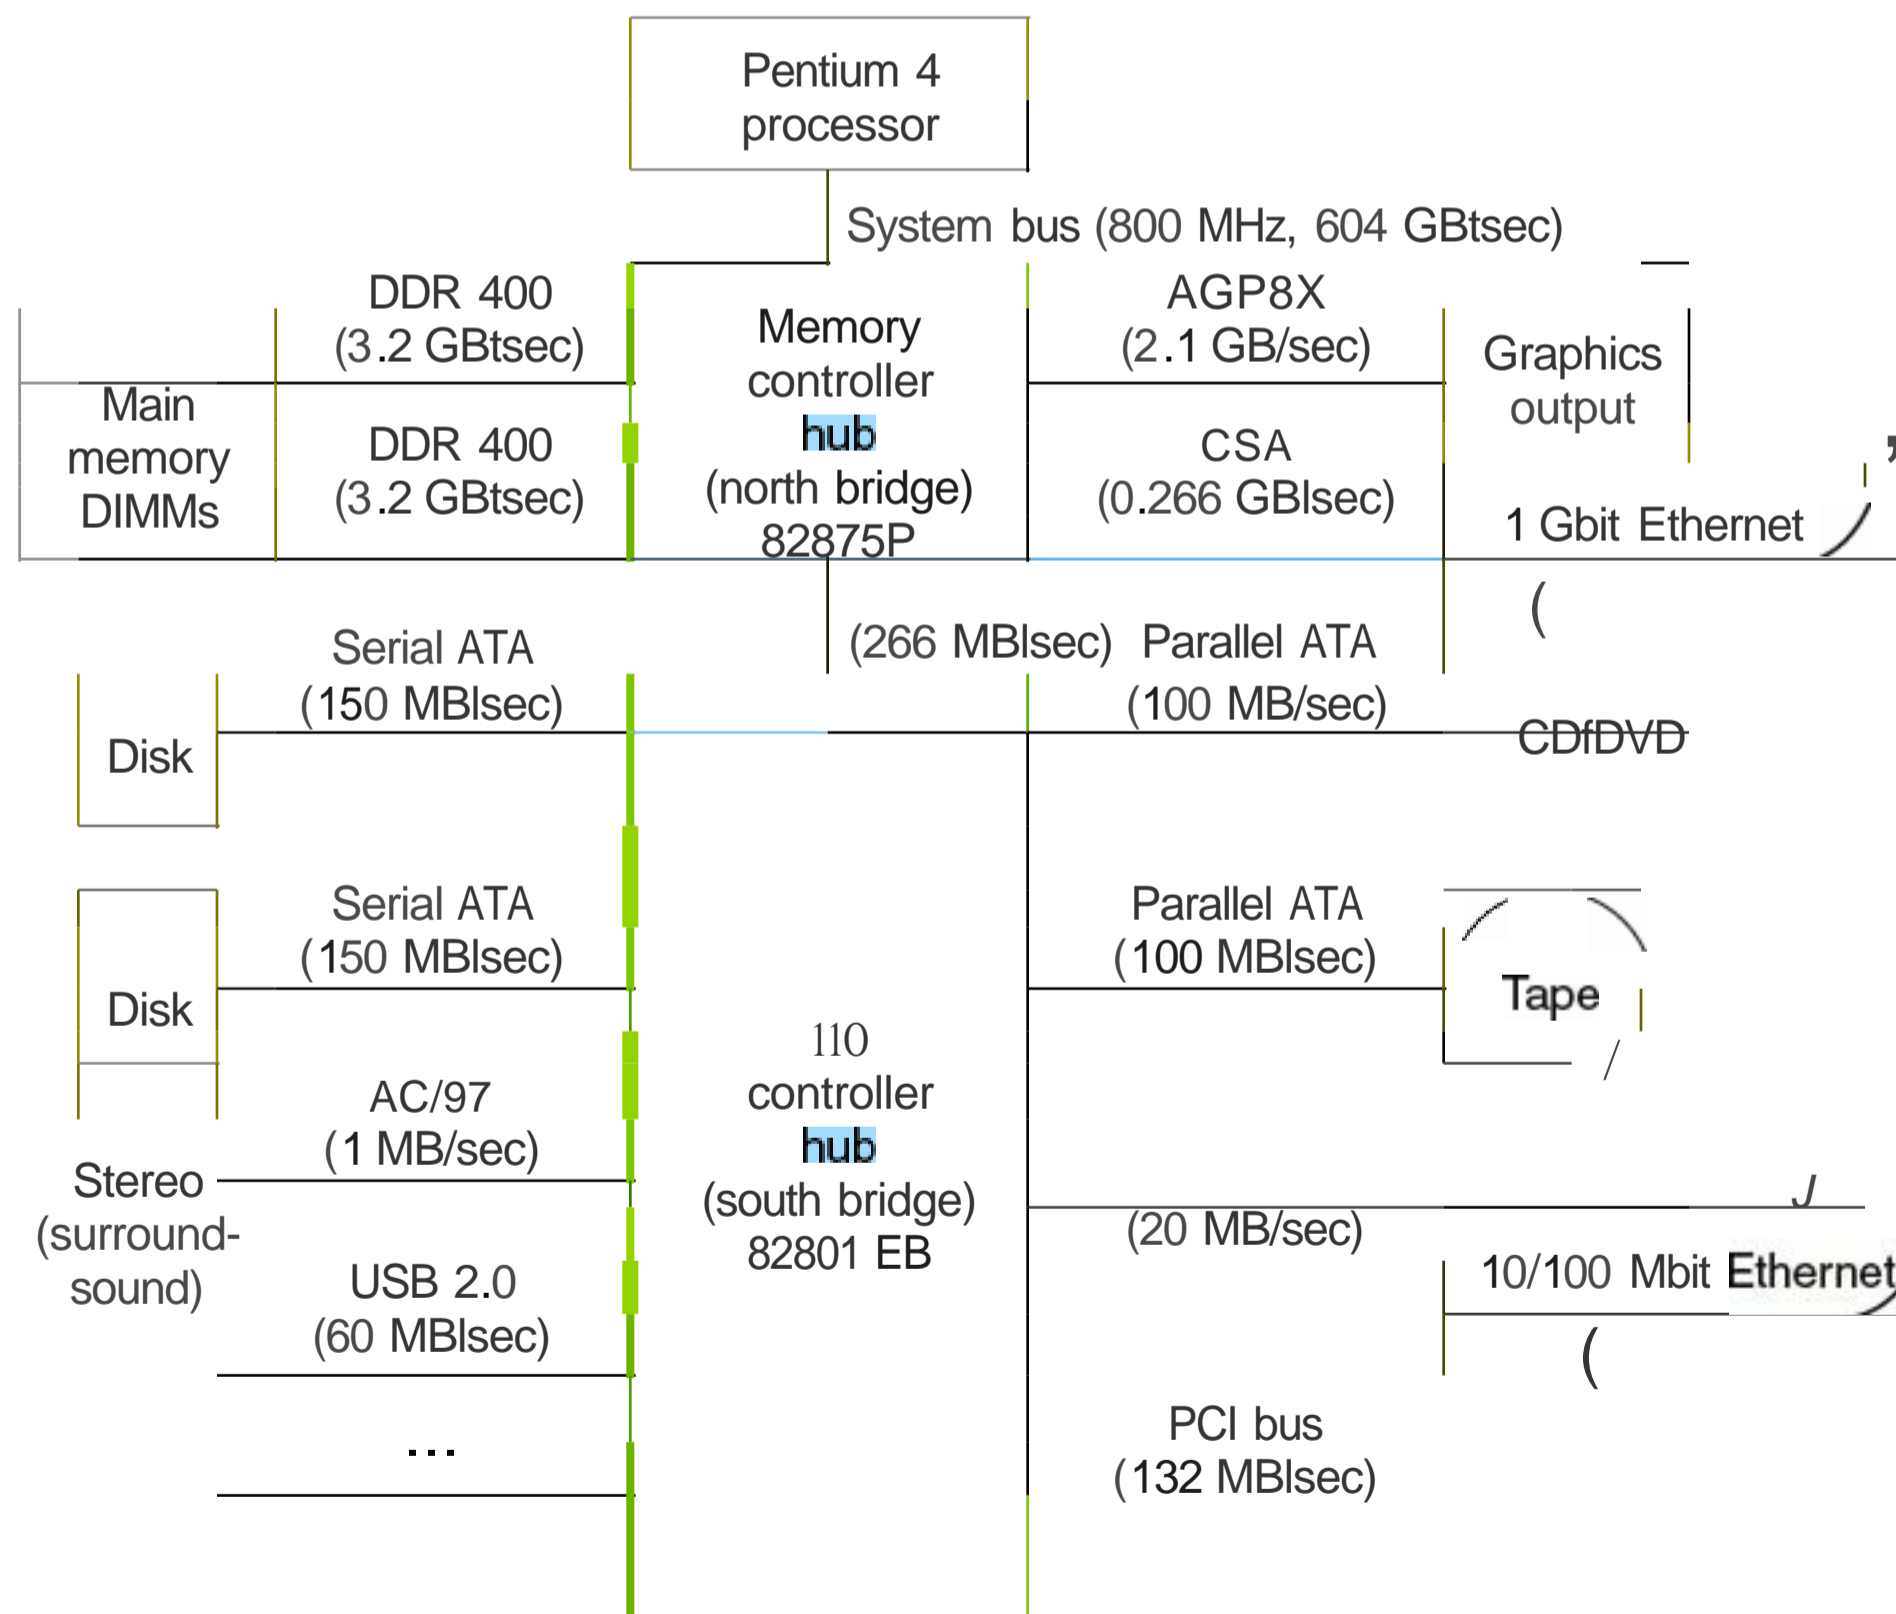 Pentium 4
processor
System bus (800 MHz, 604 GBtsec)
DDR 400
(3.2 GBtsec)
Memory
controller
hub
(north bridge)
82875P
AGP8X
(2.1 GB/sec)
Graphics
output
Main
memory
DIMMs
DDR 400
(3.2 GBtsec)
CSA
(0.266 GBlsec)
,
1 Gbit Ethernet
(
Serial ATA
(150 MBlsec)
(266 MBlsec)
Parallel ATA
(100 MB/sec)
Disk
CDfDVD
Serial ATA
(150 MBlsec)
Parallel ATA
(100 MBlsec)
Disk
Tape
/
110
controller
hub
(south bridge)
82801 EB
AC/97
(1 MB/sec)
Stereo
(surround-
sound)
J
(20 MB/sec)
10/100 Mbit Ethernet
(
USB 2.0
(60 MBlsec)
...
PCI bus
(132 MBlsec)